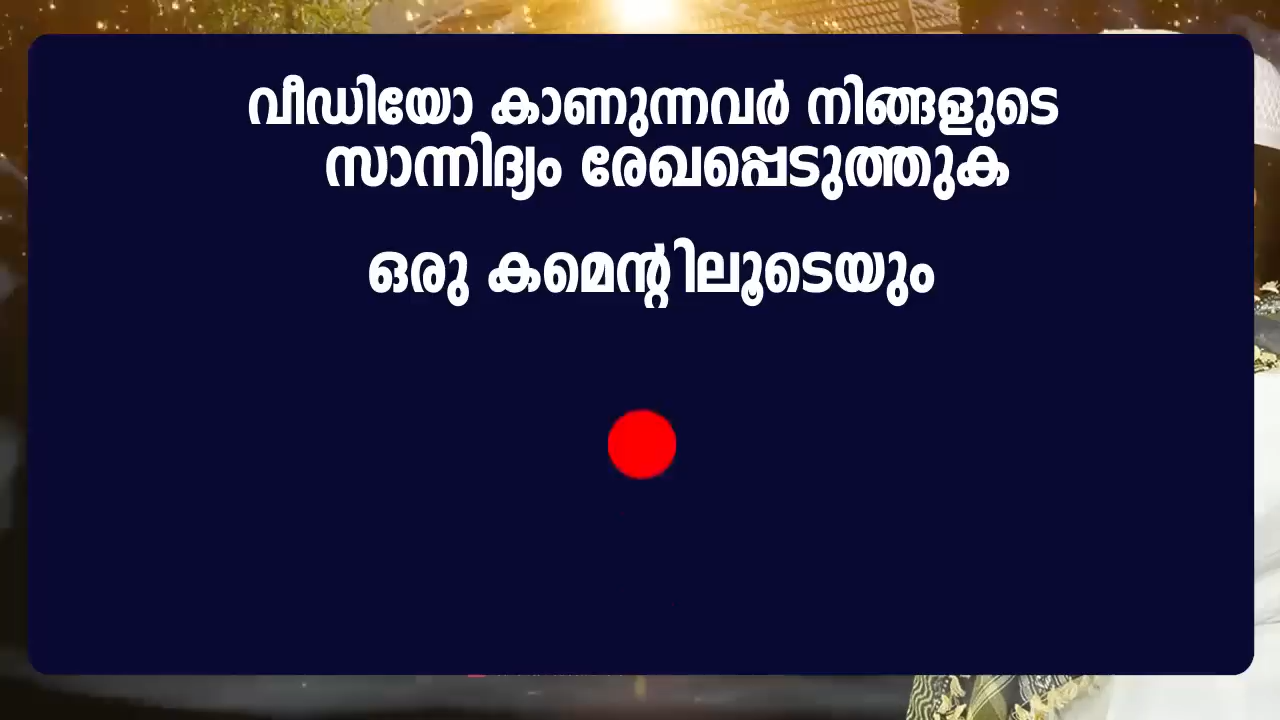 വീഡിയോ കാണുന്നവർ നിങ്ങളുടെ
സാന്നിദ്യം രേഖപ്പെടുത്തുക
ഒരു കമെന്റിലൂടെയും